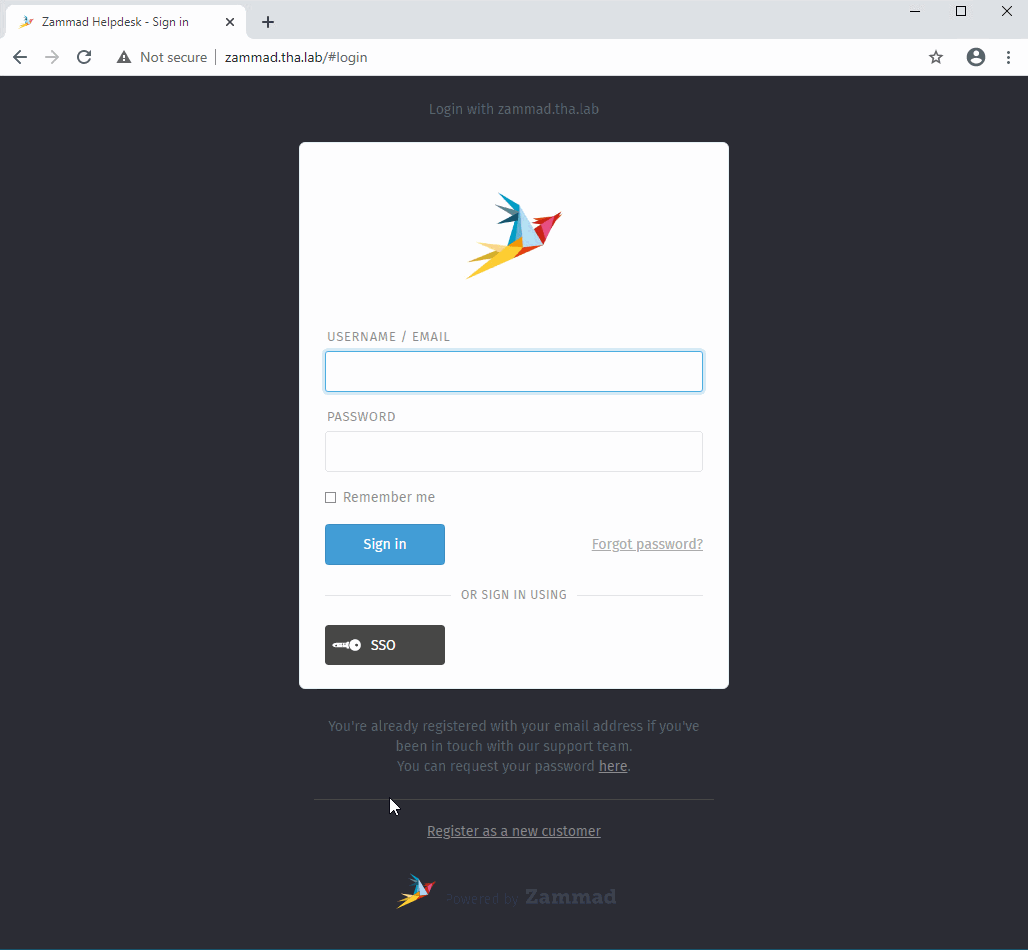 Zammad Helpdesk - Sign in
Not secure
zammad.tha.lab/#login
Login with zammad.tha.lab
USERNAME / EMAIL
PASSWORD
Remember me
Sign in
Forgot password?
OR SIGN IN USING
SSO
You're already registered with your email address if you've
been in touch with our support team.
You can request your password here.
Register as a new customer
Powered by Zammad